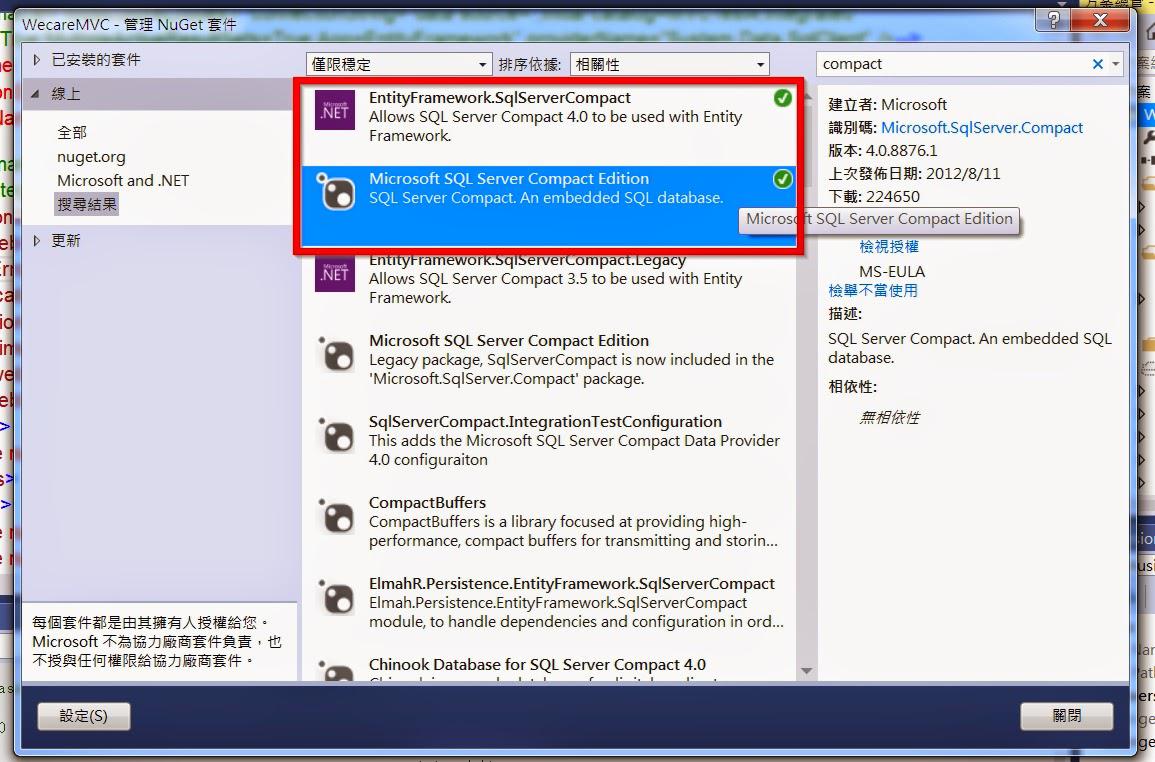 WecareMVC - 管理 NuGet 套件
已安裝的套件
線上
全部
nuget.org
Microsoft and .NET
搜尋結果
更新
每個套件都是由其擁有人授權給您。
Microsoft 不為協力廠商套件負責，也
不授與任何權限給協力廠商套件。
僅限穩定
排序依據:
相關性
Microsoft
.NET
EntityFramework.SqlServerCompact
Allows SQL Server Compact 4.0 to be used with Entity
Framework.
Microsoft SQL Server Compact Edition
SQL Server Compact. An embedded SQL database.
Microsoft SQL Server Compact Edition
Microsoft
.NET
EntityFramework.SqlServerCompact.Legacy
Allows SQL Server Compact 3.5 to be used with Entity
Framework.
Microsoft SQL Server Compact Edition
Legacy package, SqlServerCompact is now included in the
'Microsoft.SqlServer.Compact' package.
SqlServerCompact.IntegrationTestConfiguration
This adds the Microsoft SQL Server Compact Data Provider
4.0 configuraiton
CompactBuffers
CompactBuffers is a library focused at providing high-
performance, compact buffers for transmitting and storin...
ElmahR.Persistence.EntityFramework.SqlServerCompact
Elmah.Persistence.EntityFramework.SqlServerCompact
module, to handle dependencies and configuration in ord...
Chinook Database for SQL Server Compact 4.0
compact
建立者: Microsoft
識別碼: Microsoft.SqlServer.Compact
版本: 4.0.8876.1
上次發佈日期: 2012/8/11
下載: 224650
檢視授權
MS-EULA
檢舉不當使用
描述:
SQL Server Compact. An embedded SQL
database.
相依性:
無相依性
設定(S)
關閉